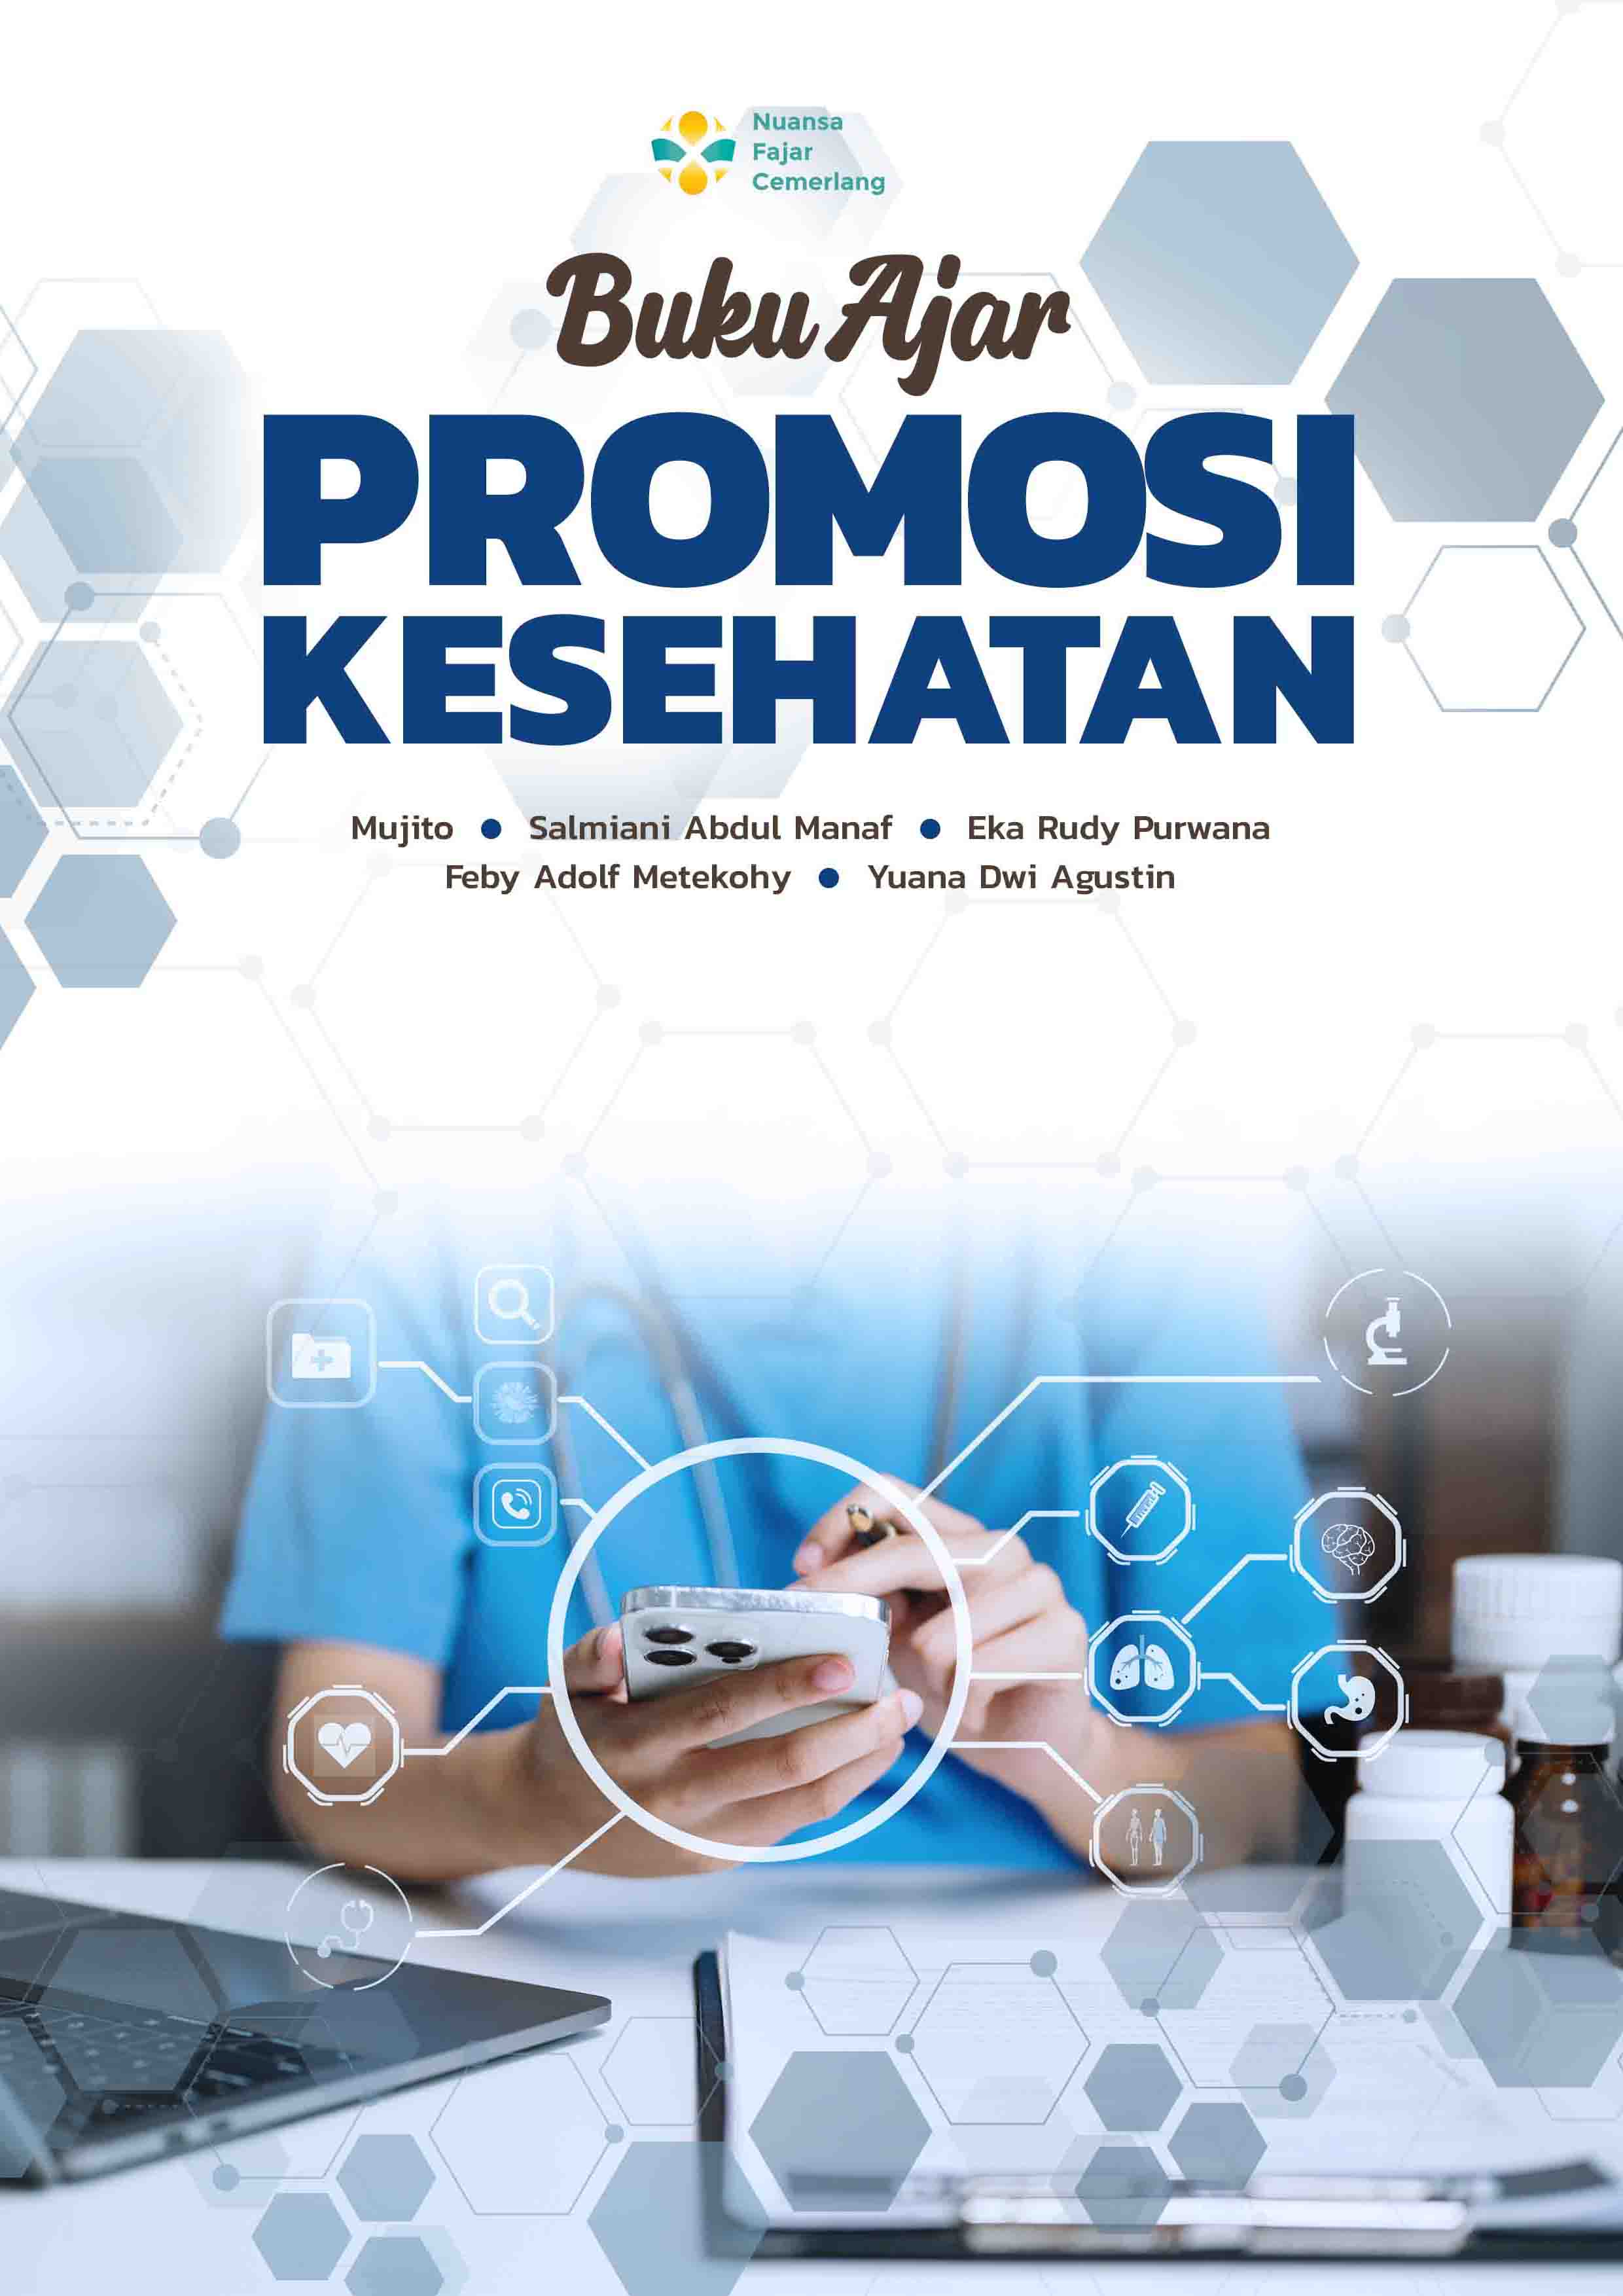 Nuansa
Fajar
Cemerlang
Buku Ajar
PROMOSI
KESEHATAN
Mujito ● Salmiani Abdul Manaf ● Eka Rudy Purwana
Feby Adolf Metekohy ● Yuana Dwi Agustin